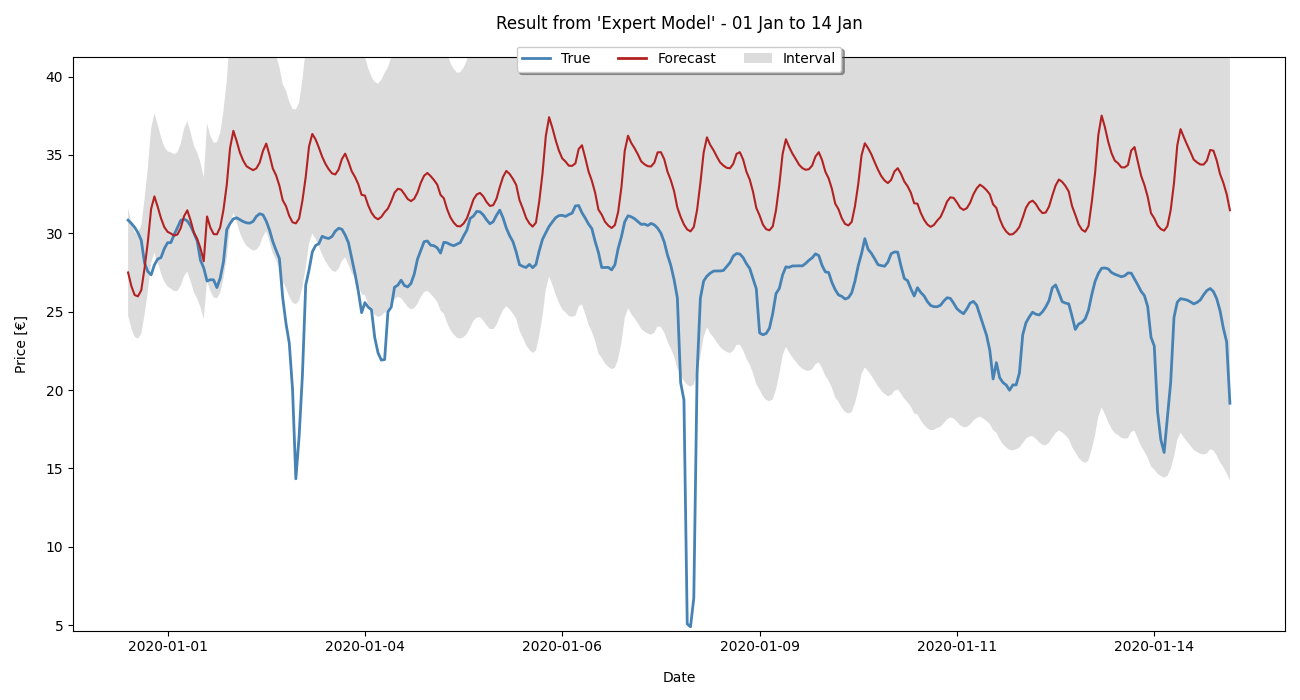 Result from 'Expert Model' - 01 Jan to 14 Jan
True Forecast Interval
40
35
30
25
20
15
10
5
Price [€]
2020-01-01 2020-01-04 2020-01-06 2020-01-09 2020-01-11 2020-01-14
Date